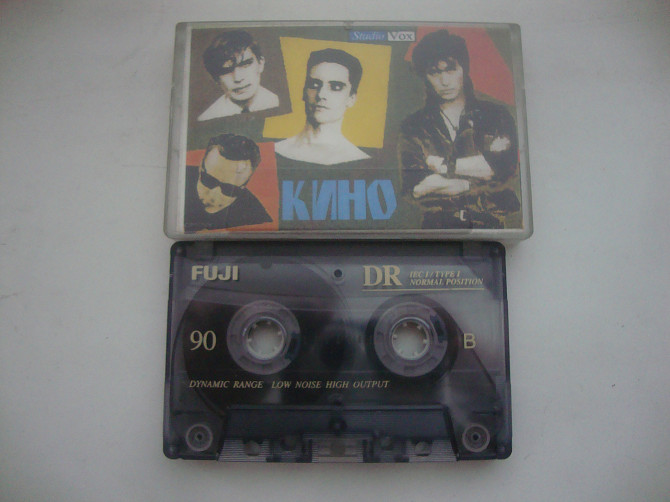 Studio Vox
КИНО
FUJI
DR
IEC I / TYPE I
NORMAL POSITION
90
B
DYNAMIC RANGE LOW NOISE HIGH OUTPUT